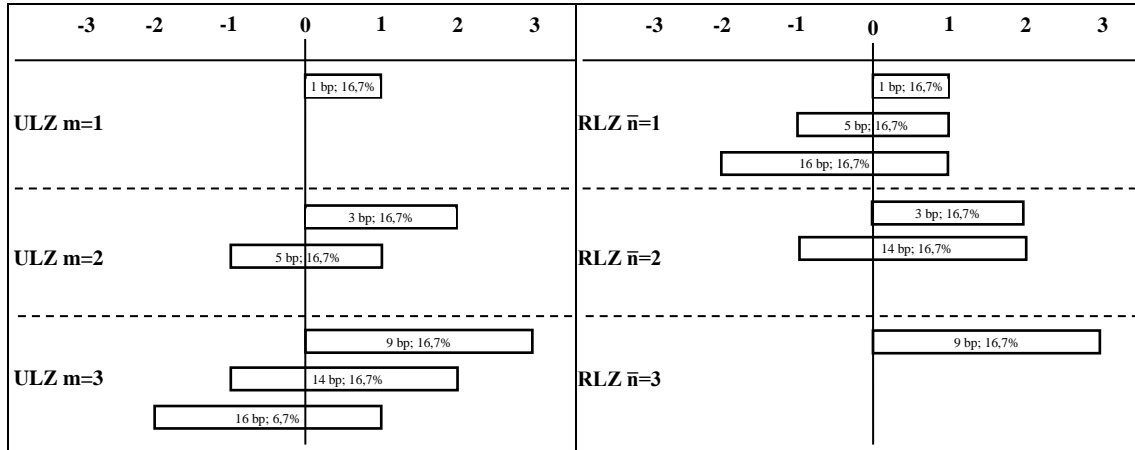 -3 -2 -1 0 1 2 3
1 bp; 16,7%
ULZ m=1
3 bp; 16,7%
ULZ m=2
5 bp; 16,7%
9 bp; 16,7%
ULZ m=3
14 bp; 16,7%
16 bp; 6,7%
-3 -2 -1 0 1 2 3
1 bp; 16,7%
RLZ n̅=1
5 bp; 16,7%
16 bp; 16,7%
3 bp; 16,7%
RLZ n̅=2
14 bp; 16,7%
9 bp; 16,7%
RLZ n̅=3